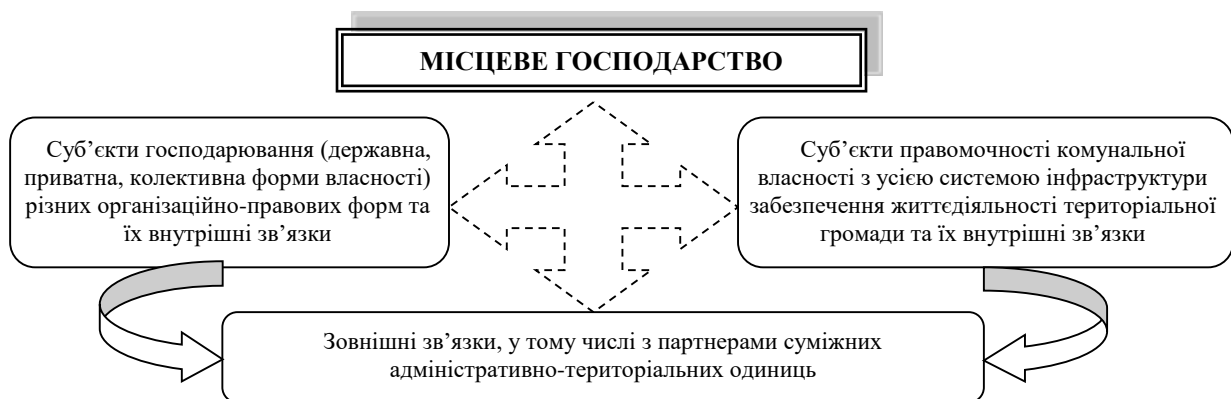 МІСЦЕВЕ ГОСПОДАРСТВО
Суб’єкти господарювання (державна,
приватна, колективна форми власності)
різних організаційно-правових форм та
їх внутрішні зв’язки
Суб’єкти правомочності комунальної
власності з усією системою інфраструктури
забезпечення життєдіяльності територіальної
громади та їх внутрішні зв’язки
Зовнішні зв’язки, у тому числі з партнерами суміжних
адміністративно-територіальних одиниць